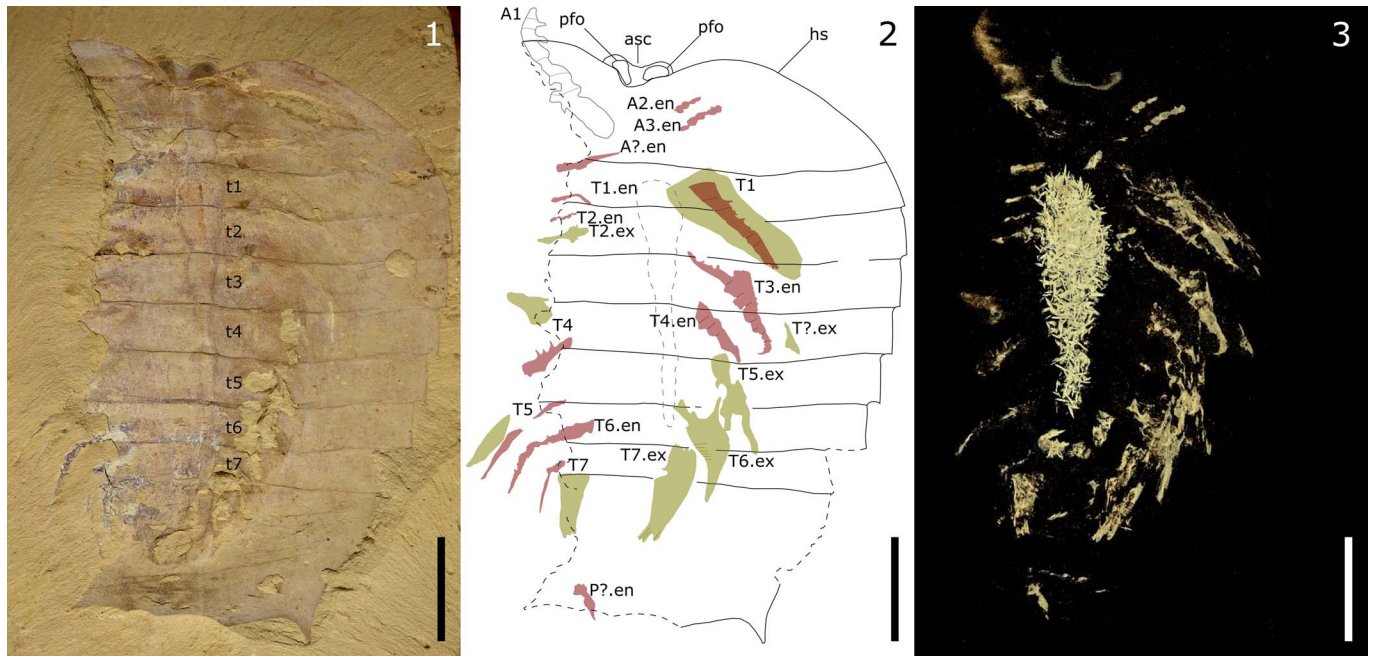 1
t1
t2
t3
t4
t5
t6
t7
A1
pfo
asc
pfo
hs
2
A2.en
A3.en
A?.en
T1
T1.en
T2.en
T2.ex
T3.en
T4
T4.en
T?.ex
T5.ex
T5
T6.en
T7
T7.ex
T6.ex
P?.en
3